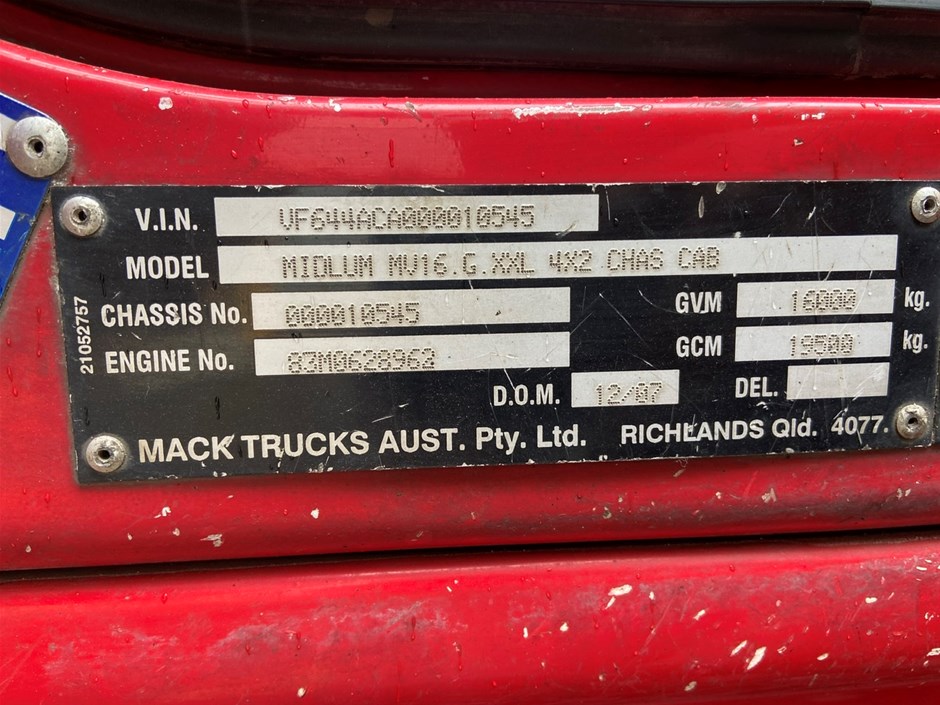 V.I.N. VF644ACA000010545
MODEL MIDLUM MV16.G.XXL 4X2 CHAS CAB
CHASSIS No. 000010545 GVM 16000 kg.
ENGINE No. 83M0628962 GCM 19500 kg.
D.O.M. 12/07 DEL.
MACK TRUCKS AUST. Pty. Ltd. RICHLANDS Qld. 4077.
21052757